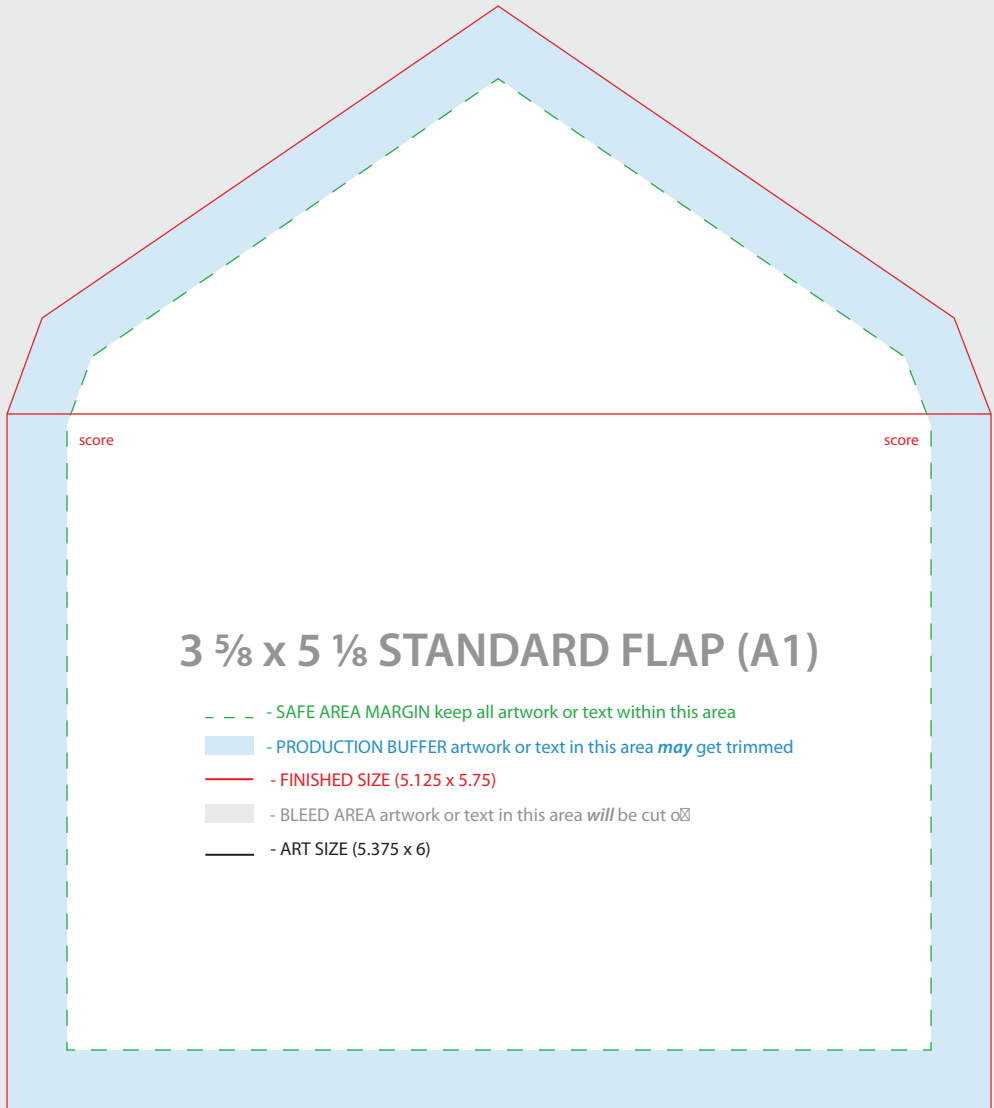 score score
3 ⅝ x 5 ⅛ STANDARD FLAP (A1)
- SAFE AREA MARGIN keep all artwork or text within this area
- PRODUCTION BUFFER artwork or text in this area may get trimmed
- FINISHED SIZE (5.125 x 5.75)
- BLEED AREA artwork or text in this area will be cut o
- ART SIZE (5.375 x 6)